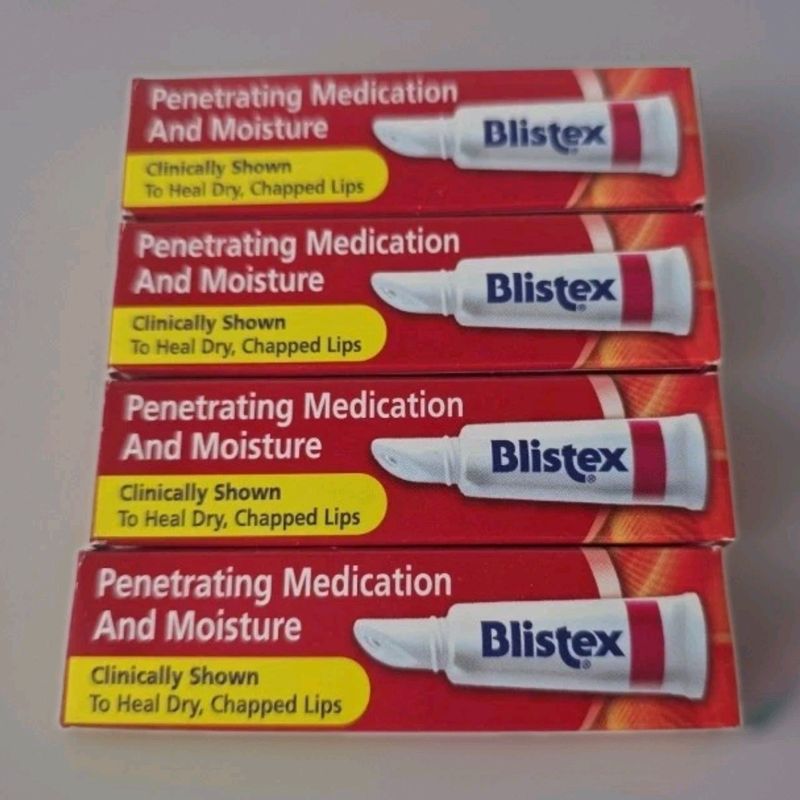 Penetrating Medication
And Moisture
Clinically Shown
To Heal Dry, Chapped Lips
Blistex®
Penetrating Medication
And Moisture
Clinically Shown
To Heal Dry, Chapped Lips
Blistex®
Penetrating Medication
And Moisture
Clinically Shown
To Heal Dry, Chapped Lips
Blistex®
Penetrating Medication
And Moisture
Clinically Shown
To Heal Dry, Chapped Lips
Blistex®